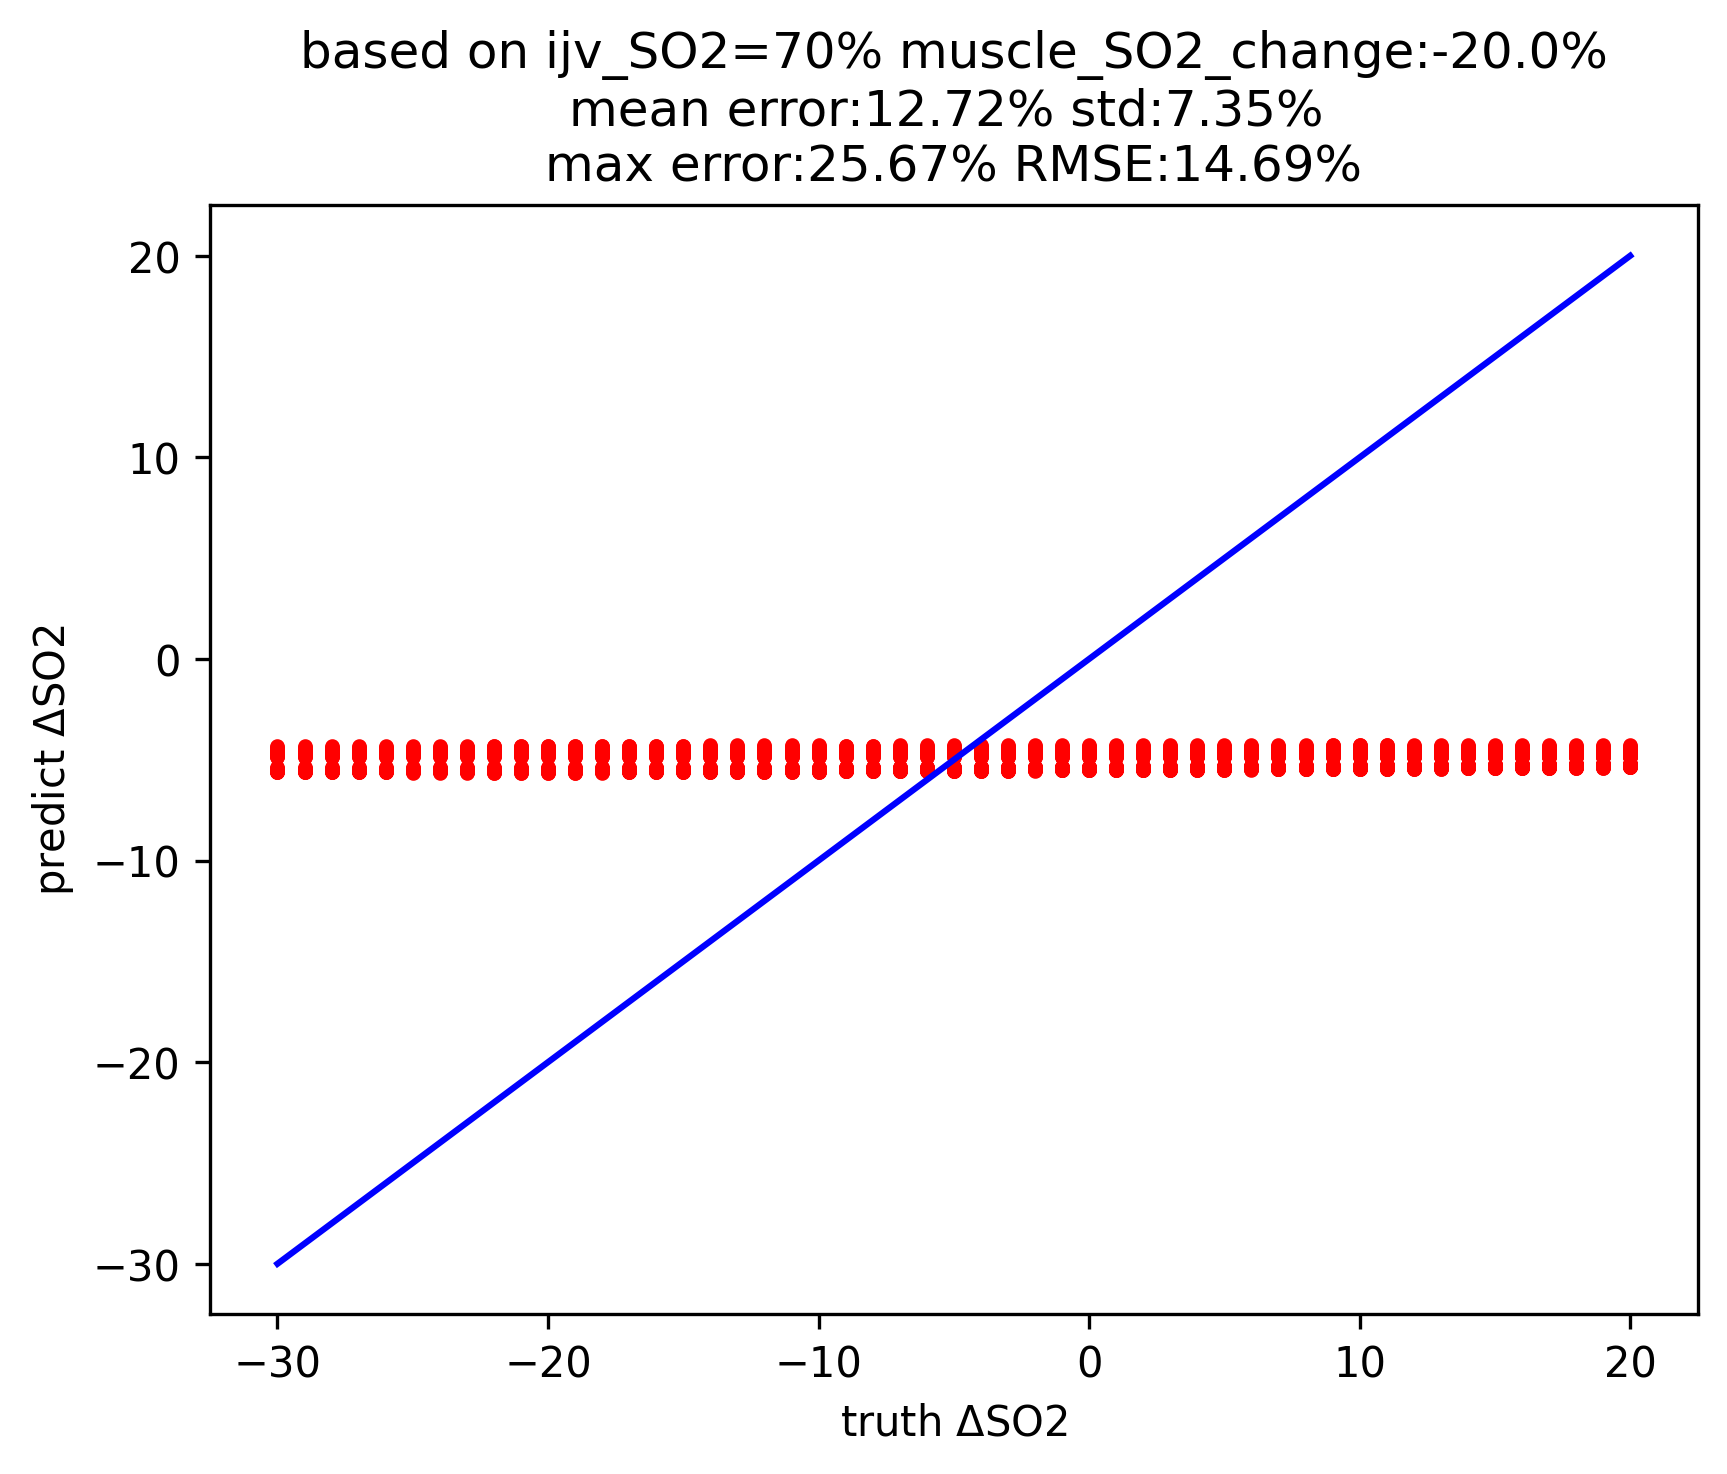 based on ijv_SO2=70% muscle_SO2_change:-20.0%
mean error:12.72% std:7.35%
max error:25.67% RMSE:14.69%
20
10
0
−10
−20
−30
predict ΔSO2
−30 −20 −10 0 10 20
truth ΔSO2